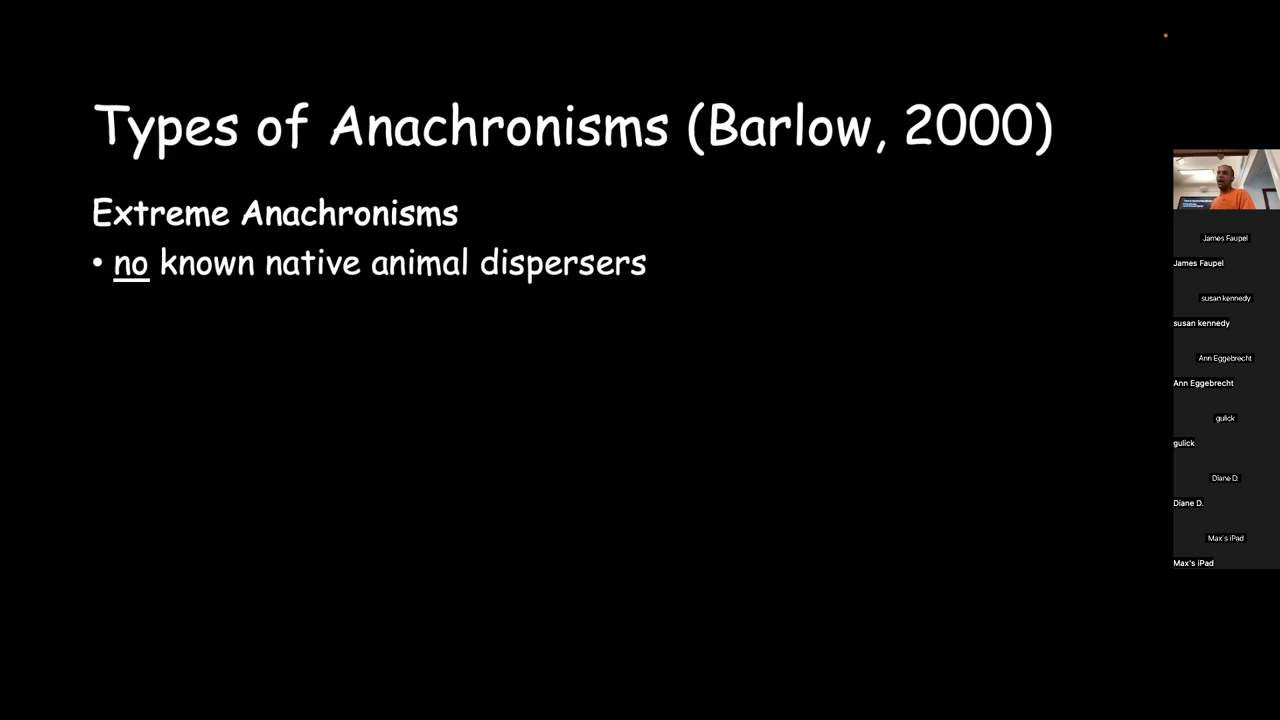 Types of Anachronisms (Barlow, 2000)
Extreme Anachronisms
• no known native animal dispersers
James Faupel
James Faupel
susan kennedy
susan kennedy
Ann Eggebrecht
Ann Eggebrecht
gulick
gulick
Diane D.
Diane D.
Max's iPad
Max's iPad